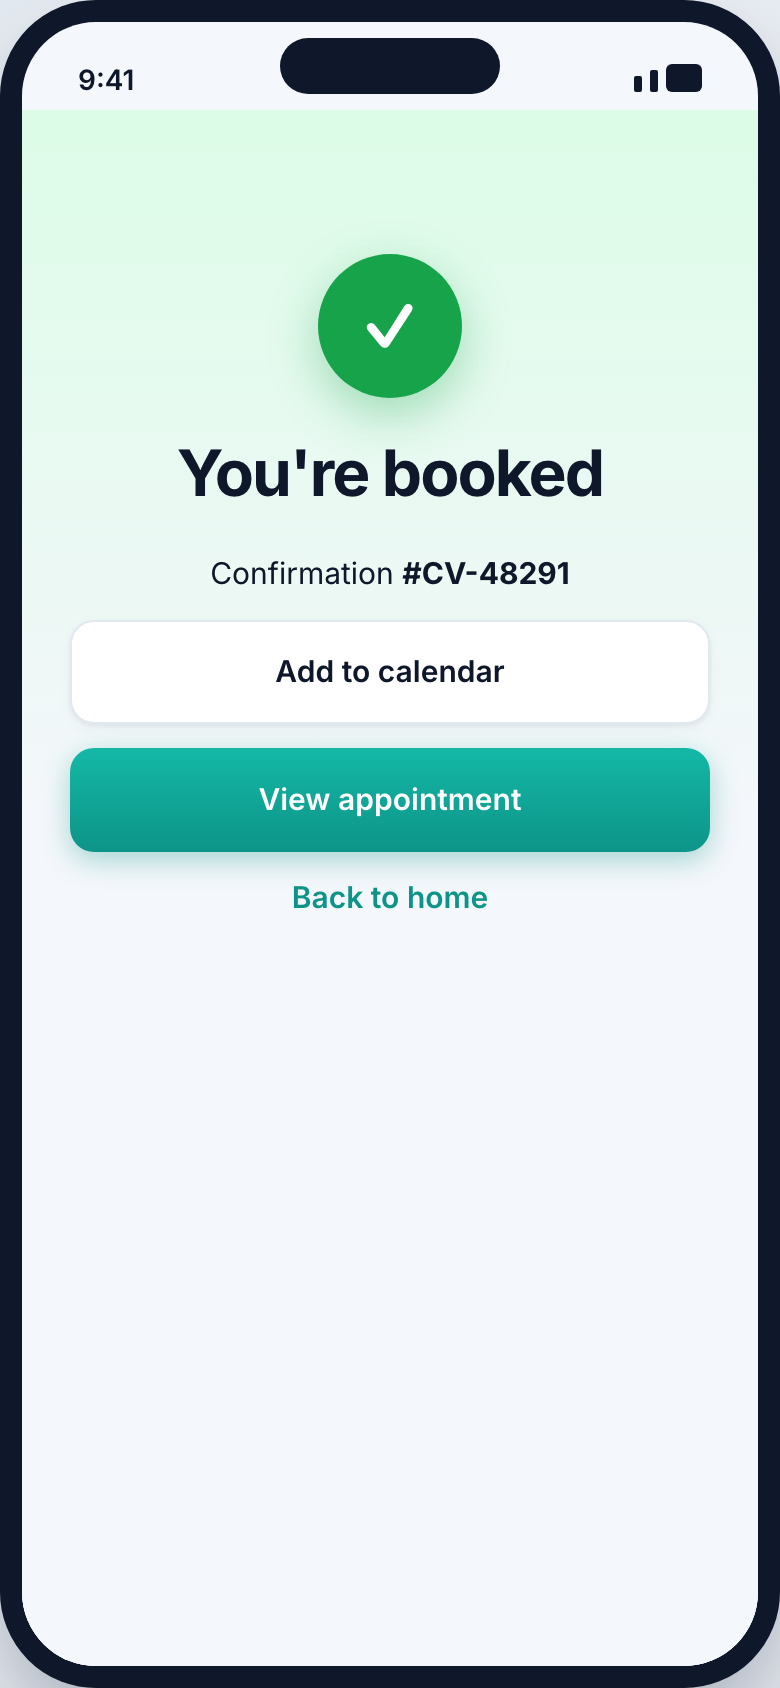 9:41
You're booked
Confirmation #CV-48291
Add to calendar
View appointment
Back to home